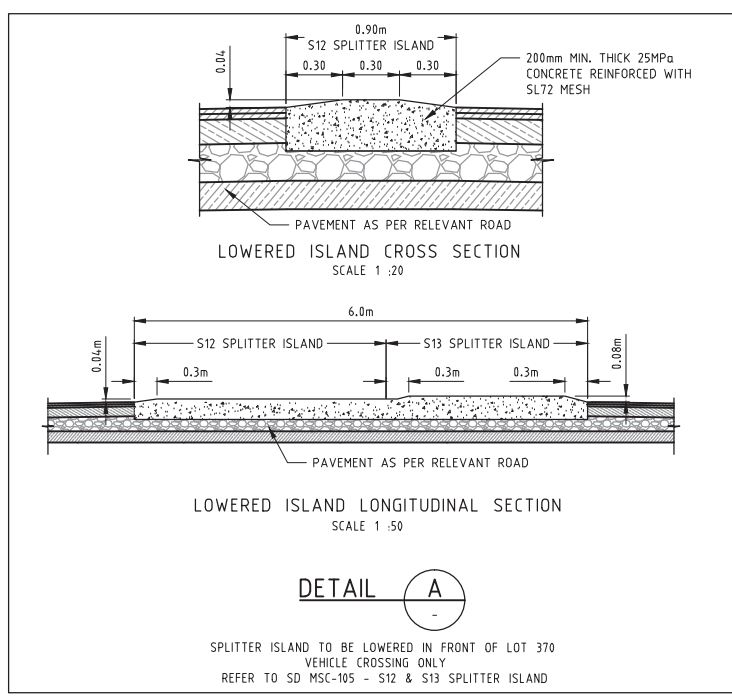 0.90m
S12 SPLITTER ISLAND
0.04
0.30
0.30
0.30
200mm MIN. THICK 25MPa
CONCRETE REINFORCED WITH
SL72 MESH
PAVEMENT AS PER RELEVANT ROAD
LOWERED ISLAND CROSS SECTION
SCALE 1 :20
6.0m
0.04m
S12 SPLITTER ISLAND
S13 SPLITTER ISLAND
0.08m
0.3m
0.3m
0.3m
PAVEMENT AS PER RELEVANT ROAD
LOWERED ISLAND LONGITUDINAL SECTION
SCALE 1 :50
DETAIL
A
-
SPLITTER ISLAND TO BE LOWERED IN FRONT OF LOT 370
VEHICLE CROSSING ONLY
REFER TO SD MSC-105 - S12 & S13 SPLITTER ISLAND